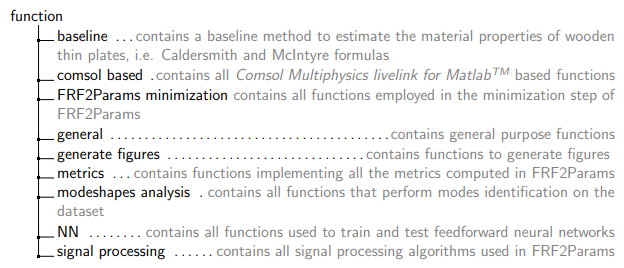 function
baseline ...contains a baseline method to estimate the material properties of wooden
thin plates, i.e. Caldersmith and McIntyre formulas
comsol based .contains all Comsol Multiphysics livelink for Matlab™ based functions
FRF2Params minimization contains all functions employed in the minimization step of
FRF2Params
general ........................................contains general purpose functions
generate figures ............................contains functions to generate figures
metrics ...contains functions implementing all the metrics computed in FRF2Params
modeshapes analysis . contains all functions that perform modes identification on the
dataset
NN ........ contains all functions used to train and test feedforward neural networks
signal processing ......contains all signal processing algorithms used in FRF2Params